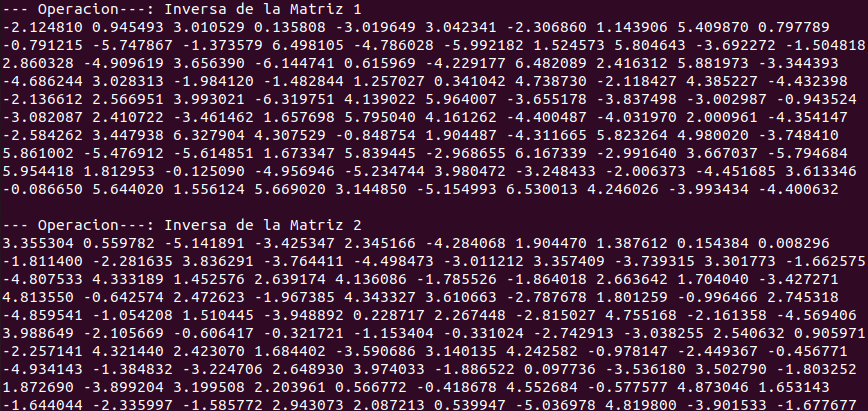 --- Operacion---: Inversa de la Matriz 1
-2.124810 0.945493 3.010529 0.135808 -3.019649 3.042341 -2.306860 1.143906 5.409870 0.797789
-0.791215 -5.747867 -1.373579 6.498105 -4.786028 -5.992182 1.524573 5.804643 -3.692272 -1.504818
2.860328 -4.909619 3.656390 -6.144741 0.615969 -4.229177 6.482089 2.416312 5.881973 -3.344393
-4.686244 3.028313 -1.984120 -1.482844 1.257027 0.341042 4.738730 -2.118427 4.385227 -4.432398
-2.136612 2.566951 3.993021 -6.319751 4.139022 5.964007 -3.655178 -3.837498 -3.002987 -0.943524
-3.082087 2.410722 -3.461462 1.657698 5.795040 4.161262 -4.400487 -4.031970 2.000961 -4.354147
-2.584262 3.447938 6.327904 4.307529 -0.848754 1.904487 -4.311665 5.823264 4.980020 -3.748410
5.861002 -5.476912 -5.614851 1.673347 5.839445 -2.968655 6.167339 -2.991640 3.667037 -5.794684
5.954418 1.812953 -0.125090 -4.956946 -5.234744 3.980472 -3.248433 -2.006373 -4.451685 3.613346
-0.086650 5.644020 1.556124 5.669020 3.144850 -5.154993 6.530013 4.246026 -3.993434 -4.400632
--- Operacion---: Inversa de la Matriz 2
3.355304 0.559782 -5.141891 -3.425347 2.345166 -4.284068 1.904470 1.387612 0.154384 0.008296
-1.811400 -2.281635 3.836291 -3.764411 -4.498473 -3.011212 3.357409 -3.739315 3.301773 -1.662575
-4.807533 4.333189 1.452576 2.639174 4.136086 -1.785526 -1.864018 2.663642 1.704040 -3.427271
4.813550 -0.642574 2.472623 -1.967385 4.343327 3.610663 -2.787678 1.801259 -0.996466 2.745318
-4.859541 -1.054208 1.510445 -3.948892 0.228717 2.267448 -2.815027 4.755168 -2.161358 -4.569406
3.988649 -2.105669 -0.606417 -0.321721 -1.153404 -0.331024 -2.742913 -3.038255 2.540632 0.905971
-2.257141 4.321440 2.423070 1.684402 -3.590686 3.140135 4.242582 -0.978147 -2.449367 -0.456771
-4.934143 -1.384832 -3.224706 2.648930 3.974033 -1.886522 0.097736 -3.536180 3.502790 -1.803252
1.872690 -3.899204 3.199508 2.203961 0.566772 -0.418678 4.552684 -0.577577 4.873046 1.653143
-1.644044 -2.335997 -1.585772 2.943073 2.087213 0.539947 -5.036978 4.819800 -3.901533 -1.677677